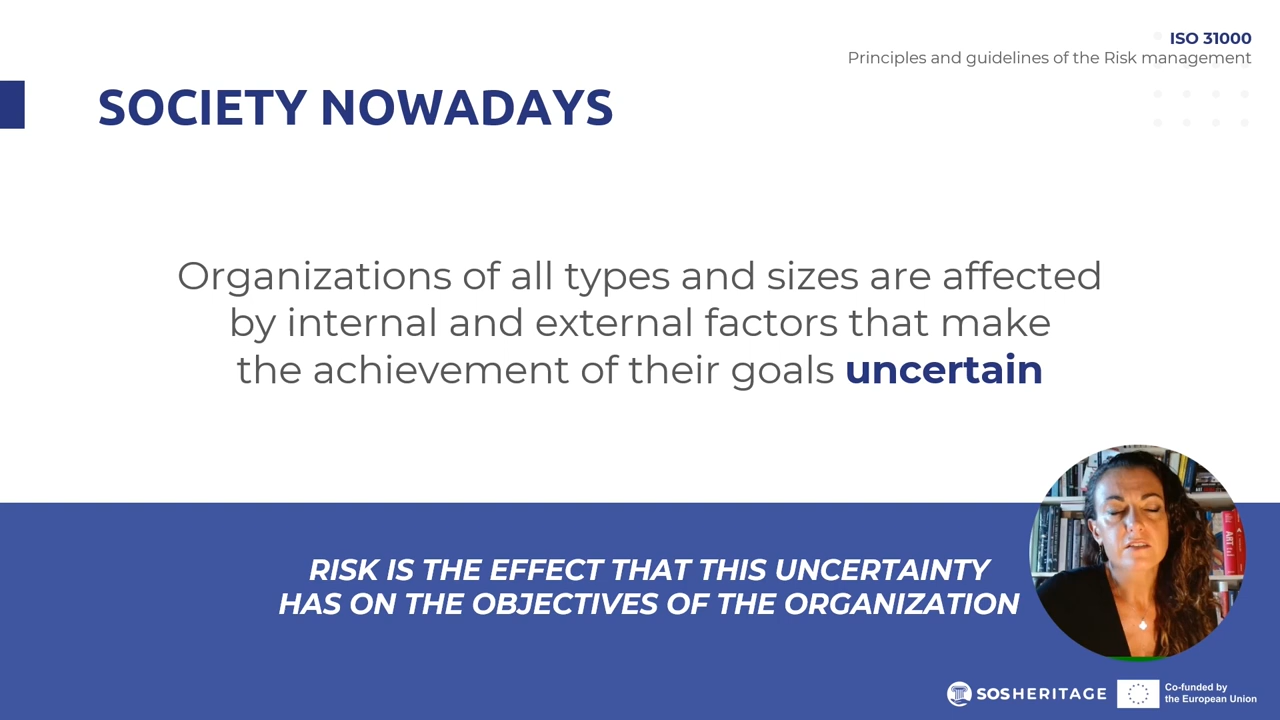 ISO 31000
Principles and guidelines of the Risk management
SOCIETY NOWADAYS
Organizations of all types and sizes are affected
by internal and external factors that make
the achievement of their goals uncertain
RISK IS THE EFFECT THAT THIS UNCERTAINTY
HAS ON THE OBJECTIVES OF THE ORGANIZATION
SOSHERITAGE
Co-funded by
the European Union